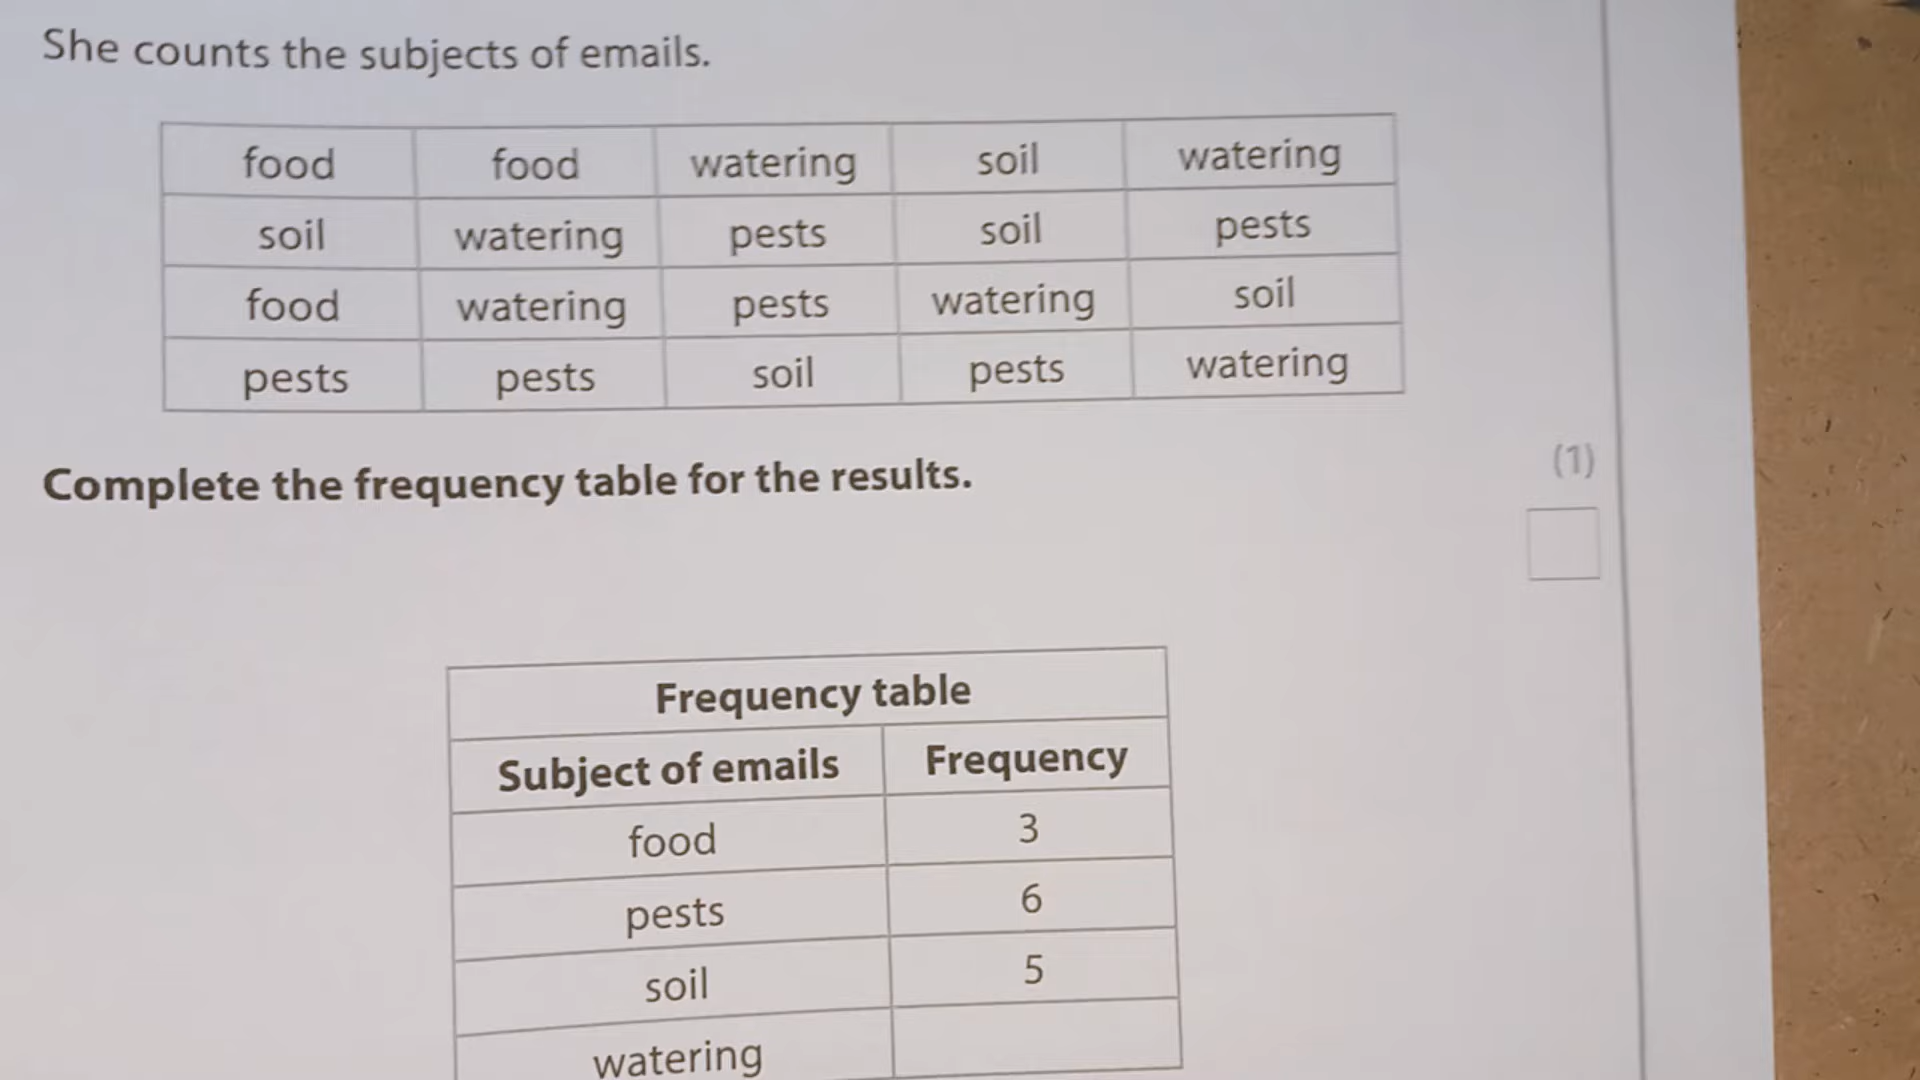 She counts the subjects of emails.
food food watering soil watering
soil watering pests soil pests
food watering pests watering soil
pests pests soil pests watering
Complete the frequency table for the results.
(1)
Frequency table
Subject of emails Frequency
food 3
pests 6
soil 5
watering